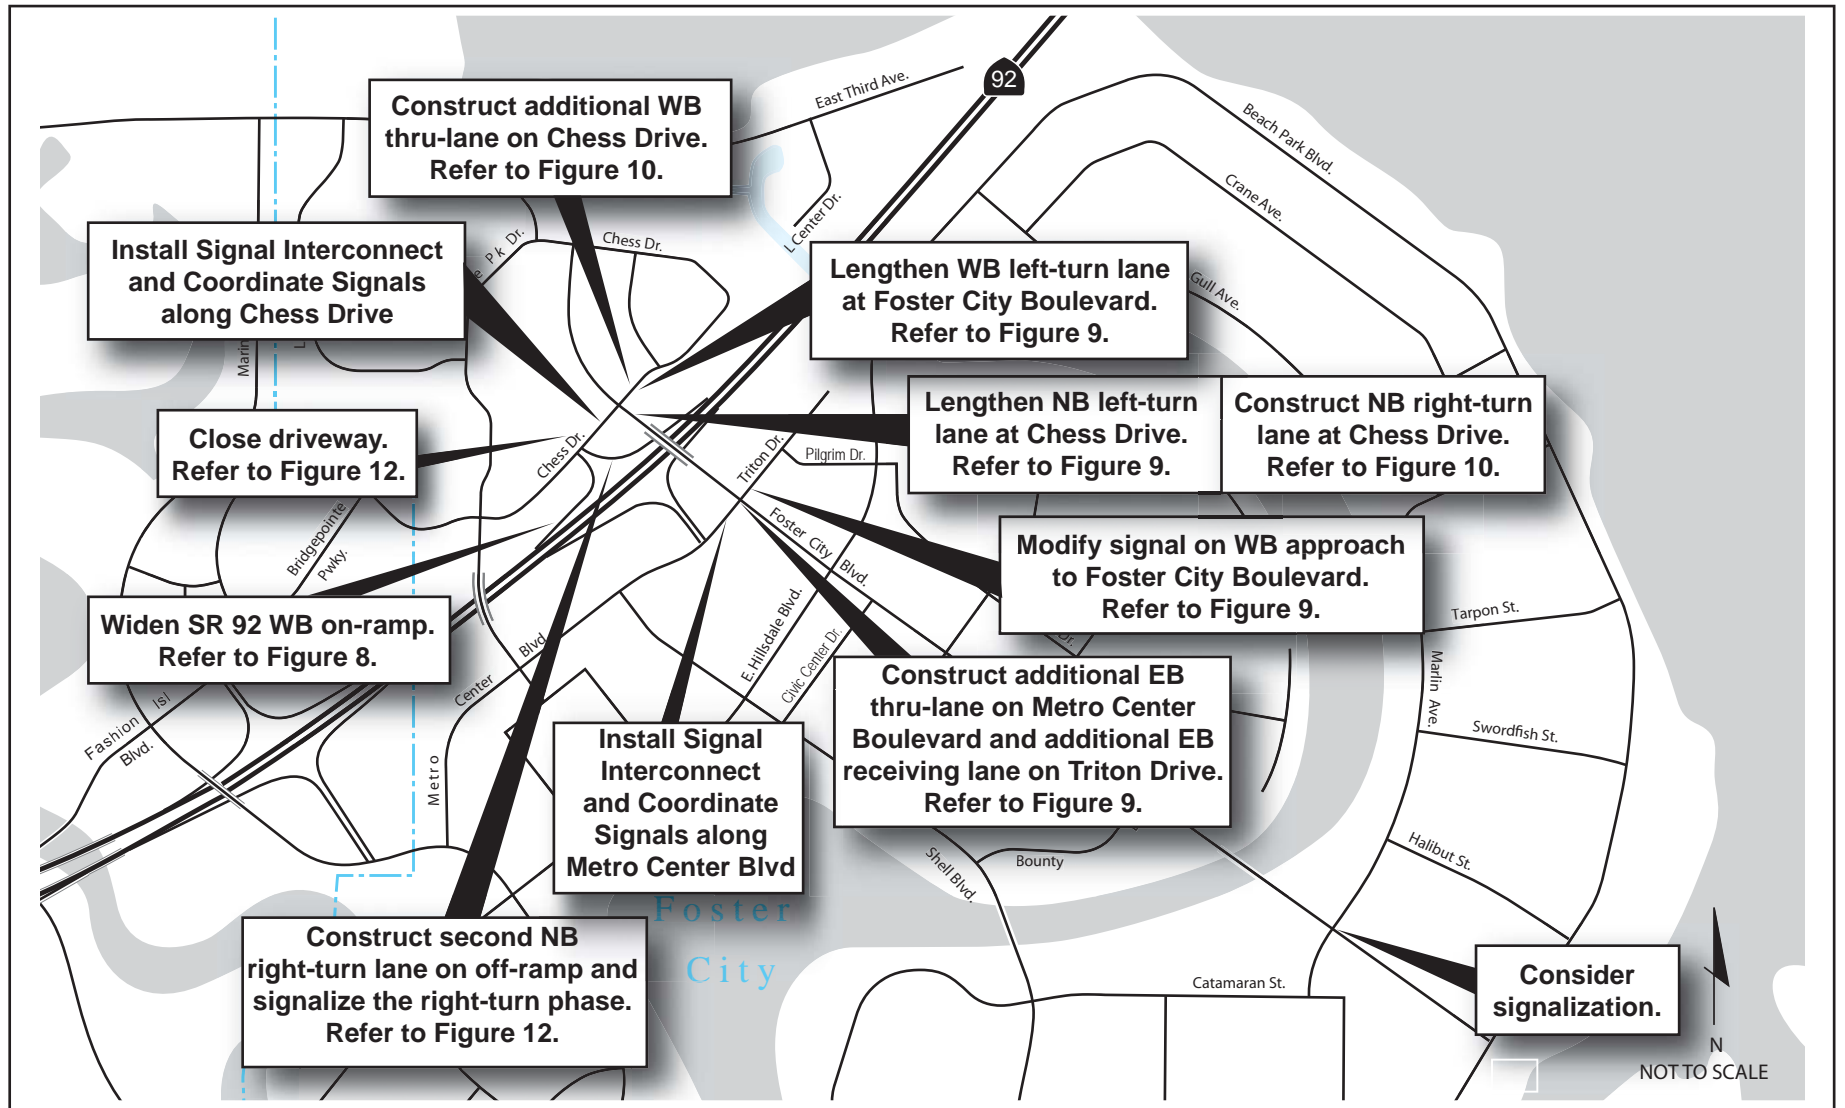 92
East Third Ave.
Beach Park Blvd.
Construct additional WB
thru-lane on Chess Drive.
Refer to Figure 10.
Crane Ave.
L Center Dr.
Install Signal Interconnect
and Coordinate Signals
along Chess Drive
e Pk Dr.
Chess Dr.
Lengthen WB left-turn lane
at Foster City Boulevard.
Refer to Figure 9.
Gull Ave.
Marin
L
Lengthen NB left-turn
lane at Chess Drive.
Refer to Figure 9.
Construct NB right-turn
lane at Chess Drive.
Refer to Figure 10.
Close driveway.
Refer to Figure 12.
Chess Dr.
Triton Dr.
Pilgrim Dr.
Bridgepointe
Pwky.
Foster City
Blvd.
Modify signal on WB approach
to Foster City Boulevard.
Refer to Figure 9.
Widen SR 92 WB on-ramp.
Refer to Figure 8.
Tarpon St.
Dr.
E. Hillsdale Blvd.
Civic Center Dr.
Metro
Center
Blvd
Fashion Isl
Blvd.
Construct additional EB
thru-lane on Metro Center
Boulevard and additional EB
receiving lane on Triton Drive.
Refer to Figure 9.
Marlin Ave.
Swordfish St.
Install Signal
Interconnect
and Coordinate
Signals along
Metro Center Blvd
Halibut St.
Shell Blvd.
Bounty
Foster
City
Construct second NB
right-turn lane on off-ramp and
signalize the right-turn phase.
Refer to Figure 12.
Catamaran St.
Consider
signalization.
N
NOT TO SCALE